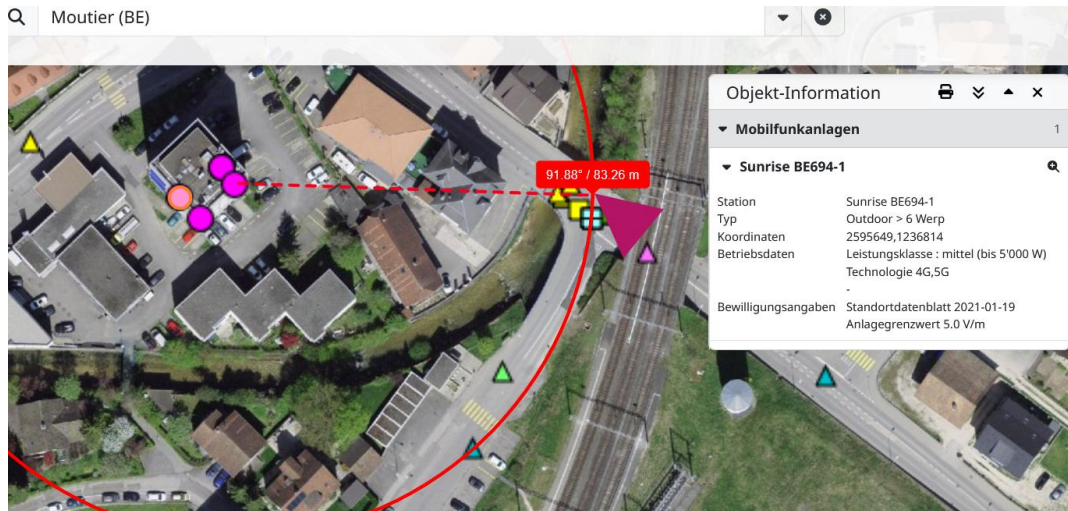 Moutier (BE)
Objekt-Information
Mobilfunkanlagen 1
Sunrise BE694-1
Station Sunrise BE694-1
Typ Outdoor > 6 Werp
Koordinaten 2595649,1236814
Betriebsdaten Leistungsklasse : mittel (bis 5'000 W)
Technologie 4G,5G
-
Bewilligungsangaben Standortdatenblatt 2021-01-19
Anlagegrenzwert 5.0 V/m
91.88° / 83.26 m